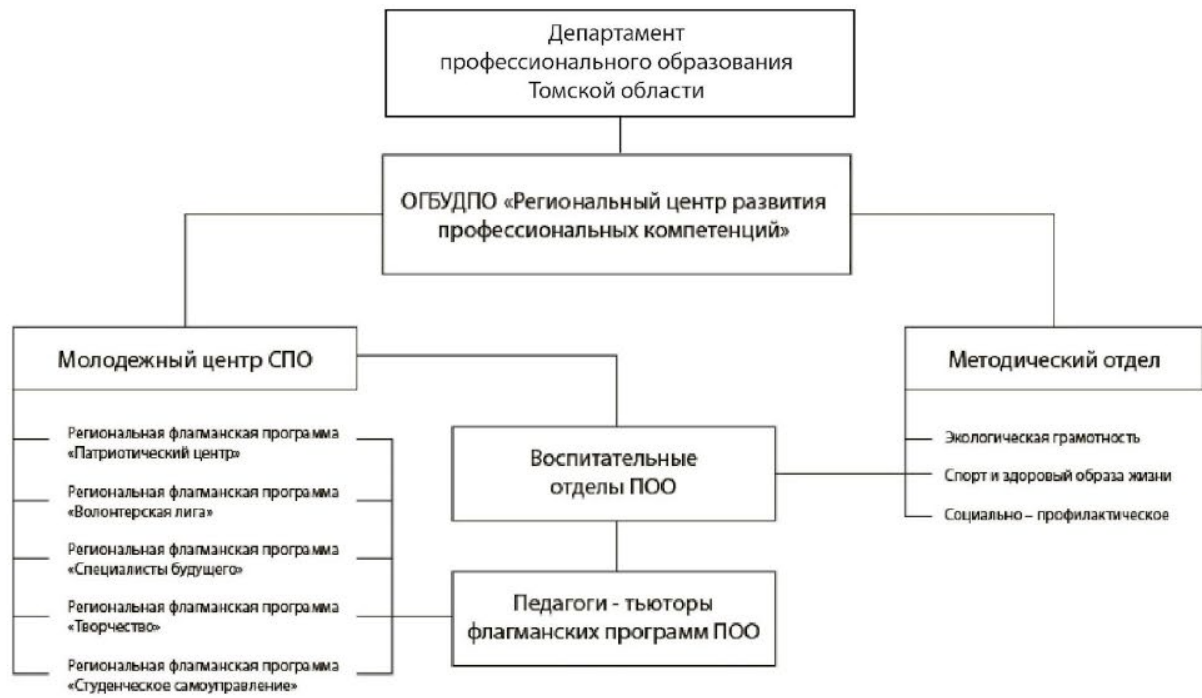 Департамент
профессионального образования
Томской области
ОГБУДПО «Региональный центр развития
профессиональных компетенций»
Молодежный центр СПО
Методический отдел
Региональная флагманская программа
«Патриотический центр»
Региональная флагманская программа
«Волонтерская лига»
Региональная флагманская программа
«Специалисты будущего»
Региональная флагманская программа
«Творчество»
Региональная флагманская программа
«Студенческое самоуправление»
Воспитательные
отделы ПОО
Педагоги - тьюторы
флагманских программ ПОО
Экологическая грамотность
Спорт и здоровый образа жизни
Социально – профилактическое